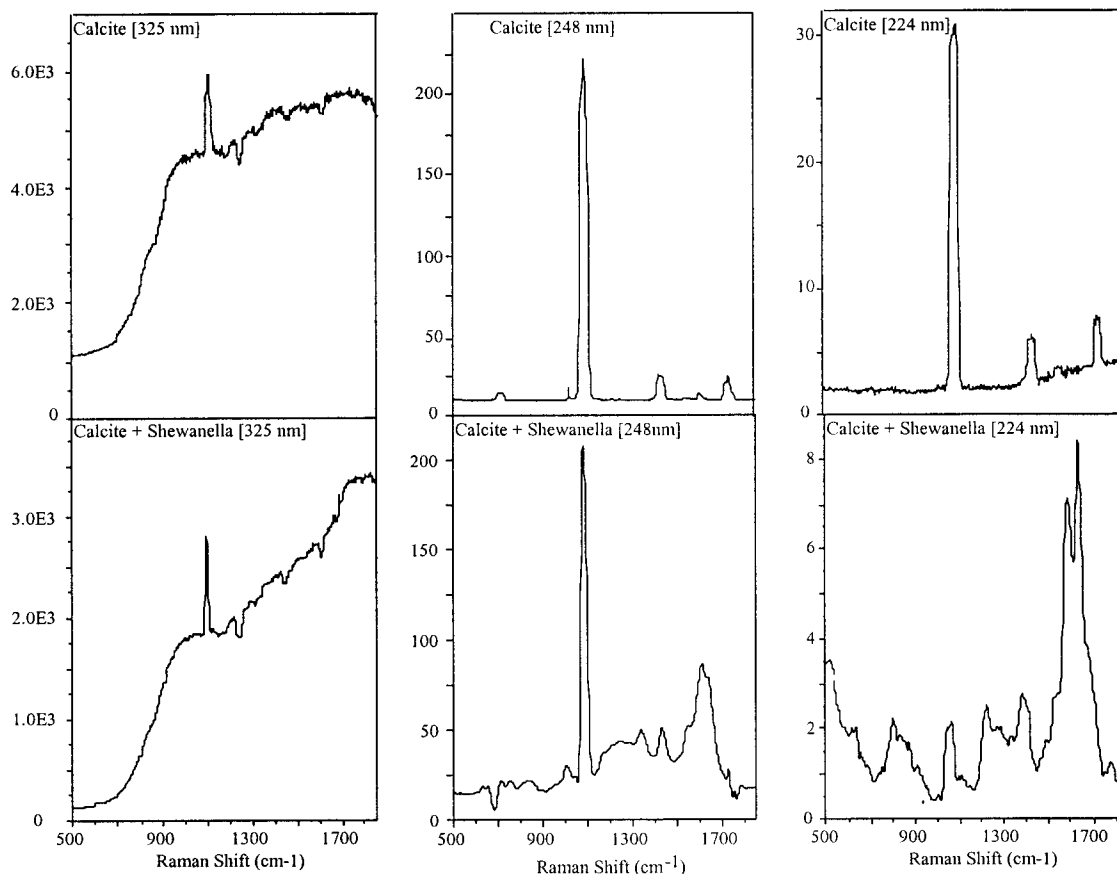 Calcite [325 nm]
6.0E3
4.0E3
2.0E3
0
Calcite [248 nm]
200
150
100
50
0
Calcite [224 nm]
30
20
10
0
Calcite + Shewanella [325 nm]
3.0E3
2.0E3
1.0E3
0
500 900 1300 1700
Raman Shift (cm-1)
Calcite + Shewanella [248nm]
200
150
100
50
0
500 900 1300 1700
Raman Shift (cm-1)
Calcite + Shewanella [224 nm]
8
6
4
2
0
500 900 1300 1700
Raman Shift (cm-1)